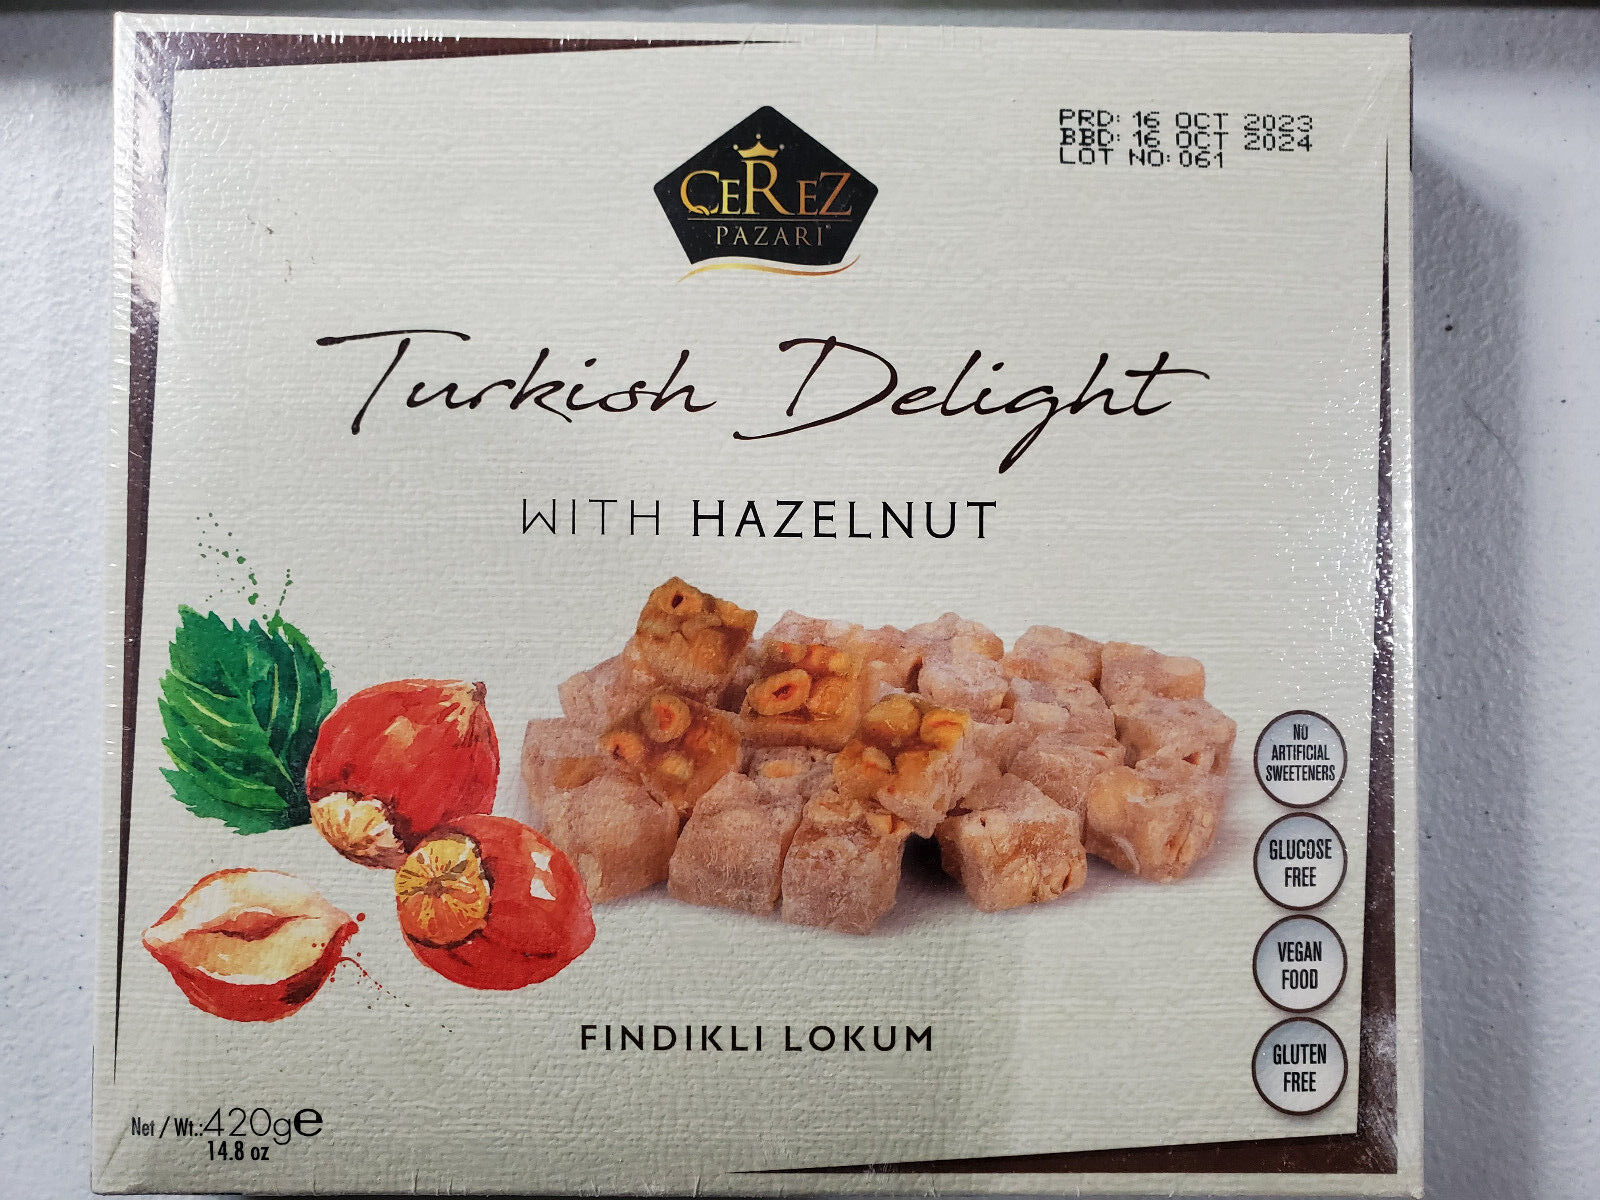 PRD: 16 OCT 2023
BBD: 16 OCT 2024
LOT NO: 061
ÇEREZ
PAZARI
Turkish Delight
WITH HAZELNUT
NO
ARTIFICIAL
SWEETENERS
GLUCOSE
FREE
VEGAN
FOOD
GLUTEN
FREE
FINDIKLI LOKUM
Net / Wt.:420g℮
14.8 oz